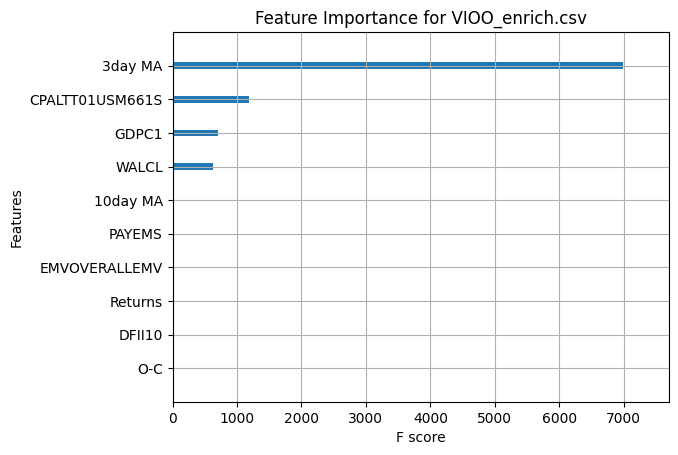 Feature Importance for VIOO_enrich.csv
3day MA
CPALTT01USM661S
GDPC1
WALCL
10day MA
PAYEMS
EMVOVERALLEMV
Returns
DFII10
O-C
Features
0 1000 2000 3000 4000 5000 6000 7000
F score